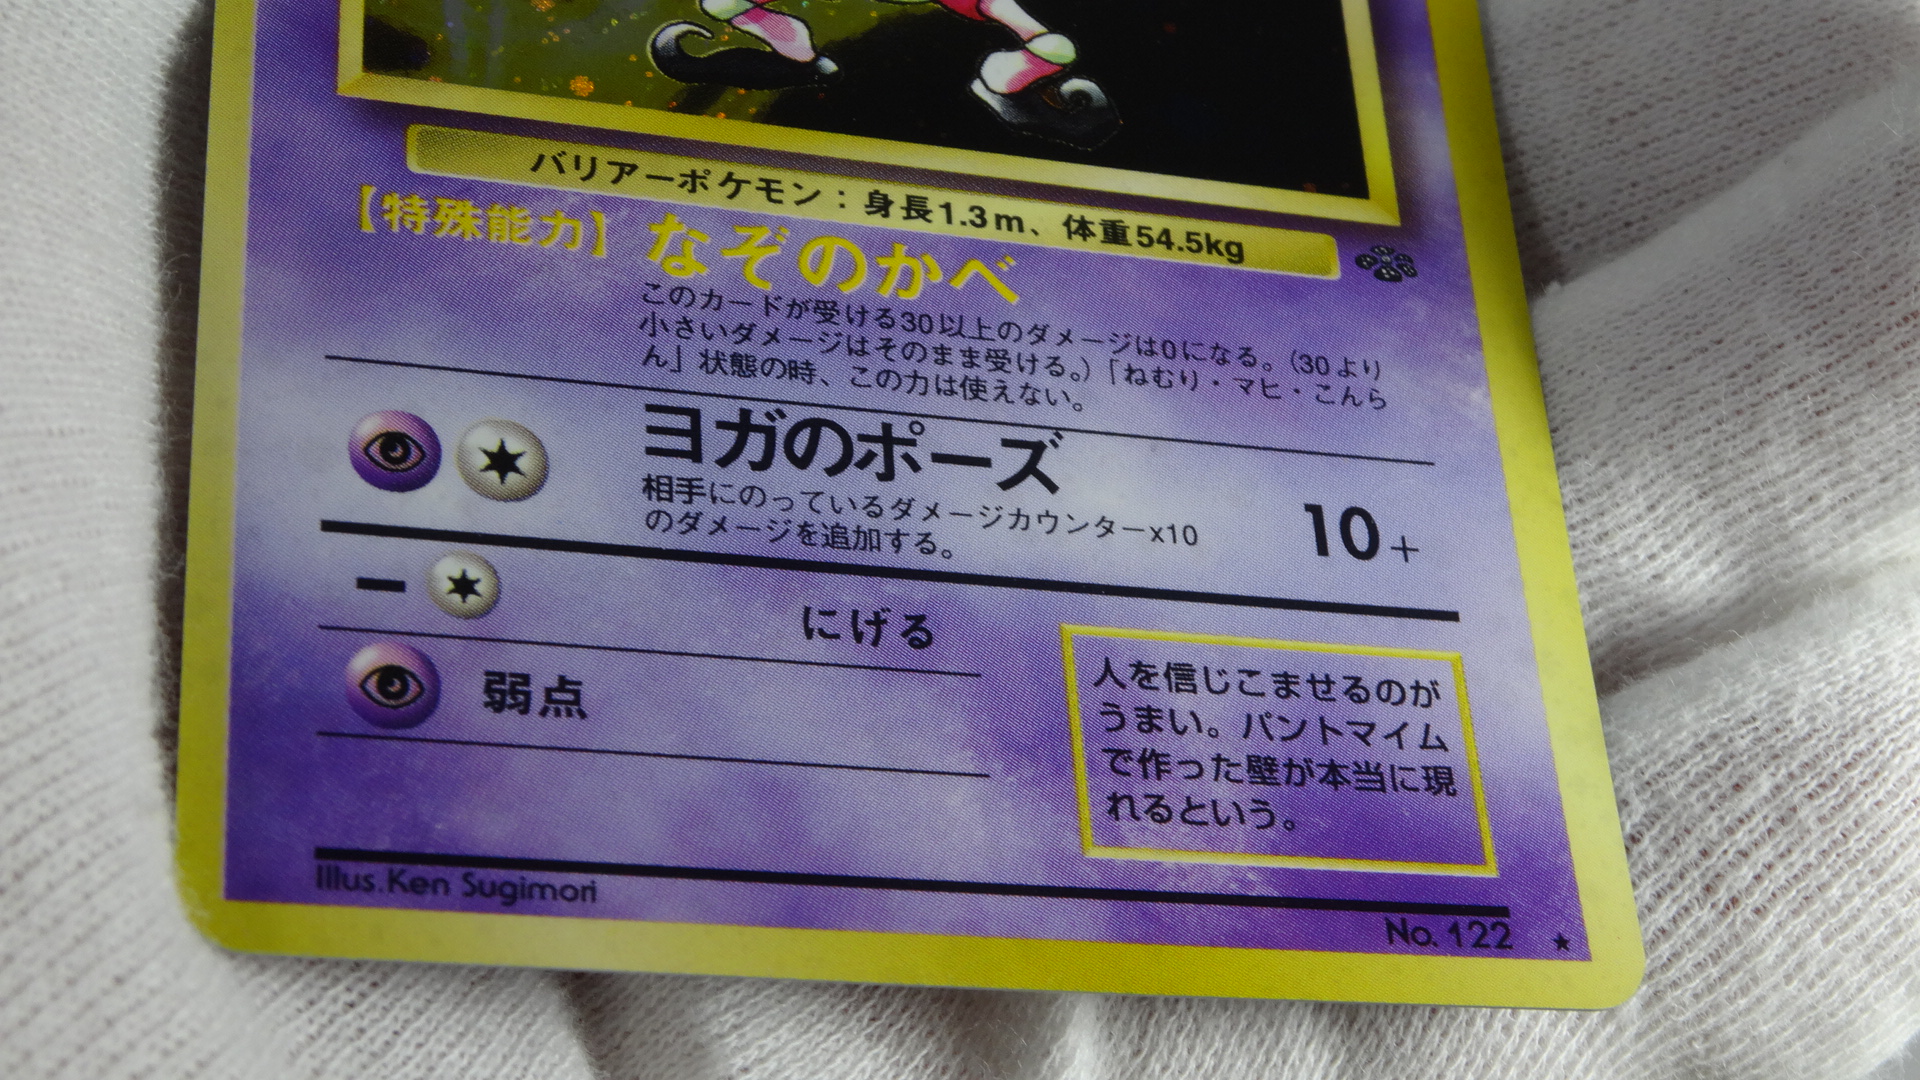 バリアーポケモン：身長1.3m、体重54.5kg
【特殊能力】なぞのかべ
このカードが受ける30以上のダメージは0になる。（30より
小さいダメージはそのまま受ける。）「ねむり・マヒ・こんら
ん」状態の時、この力は使えない。
ヨガのポーズ
相手にのっているダメージカウンターx10
のダメージを追加する。
10+
− にげる
弱点
人を信じこませるのが
うまい。パントマイム
で作った壁が本当に現
れるという。
Illus. Ken Sugimori
No. 122 ★